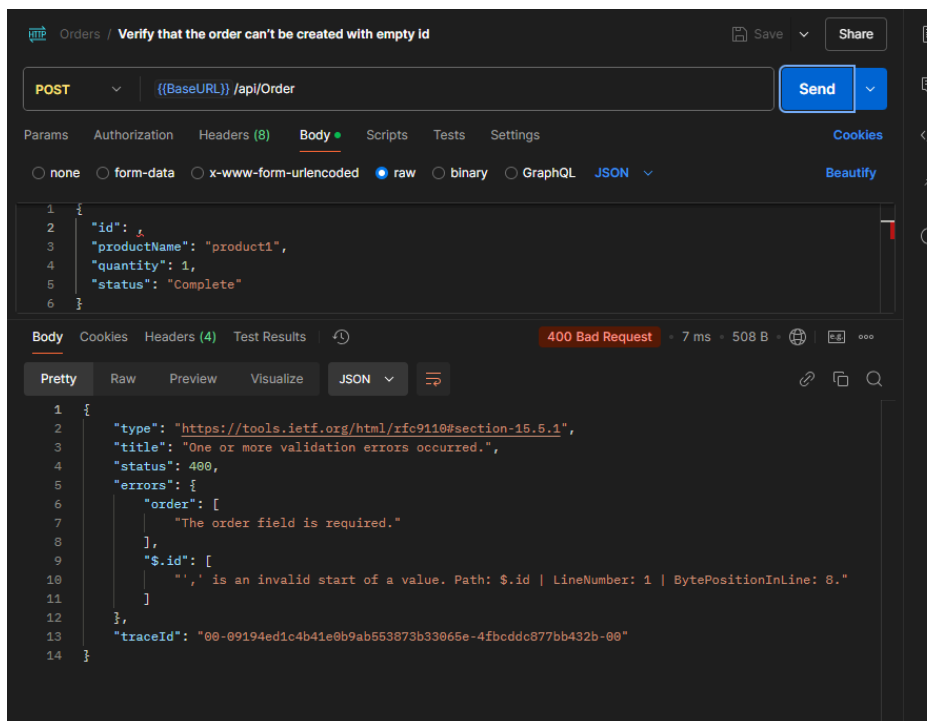 HTTP Orders / Verify that the order can't be created with empty id Save Share
POST {{BaseURL}} /api/Order Send
Params Authorization Headers (8) Body Scripts Tests Settings Cookies
none form-data x-www-form-urlencoded raw binary GraphQL JSON Beautify
1 {
2 "id": ,
3 "productName": "product1",
4 "quantity": 1,
5 "status": "Complete"
6 }
Body Cookies Headers (4) Test Results 400 Bad Request 7 ms 508 B e.g.
Pretty Raw Preview Visualize JSON
1 {
2 "type": "https://tools.ietf.org/html/rfc9110#section-15.5.1",
3 "title": "One or more validation errors occurred.",
4 "status": 400,
5 "errors": {
6 "order": [
7 "The order field is required."
8 ],
9 "$.id": [
10 "',' is an invalid start of a value. Path: $.id | LineNumber: 1 | BytePositionInLine: 8."
11 ]
12 },
13 "traceId": "00-09194ed1c4b41e0b9ab553873b33065e-4fbcddc877bb432b-00"
14 }